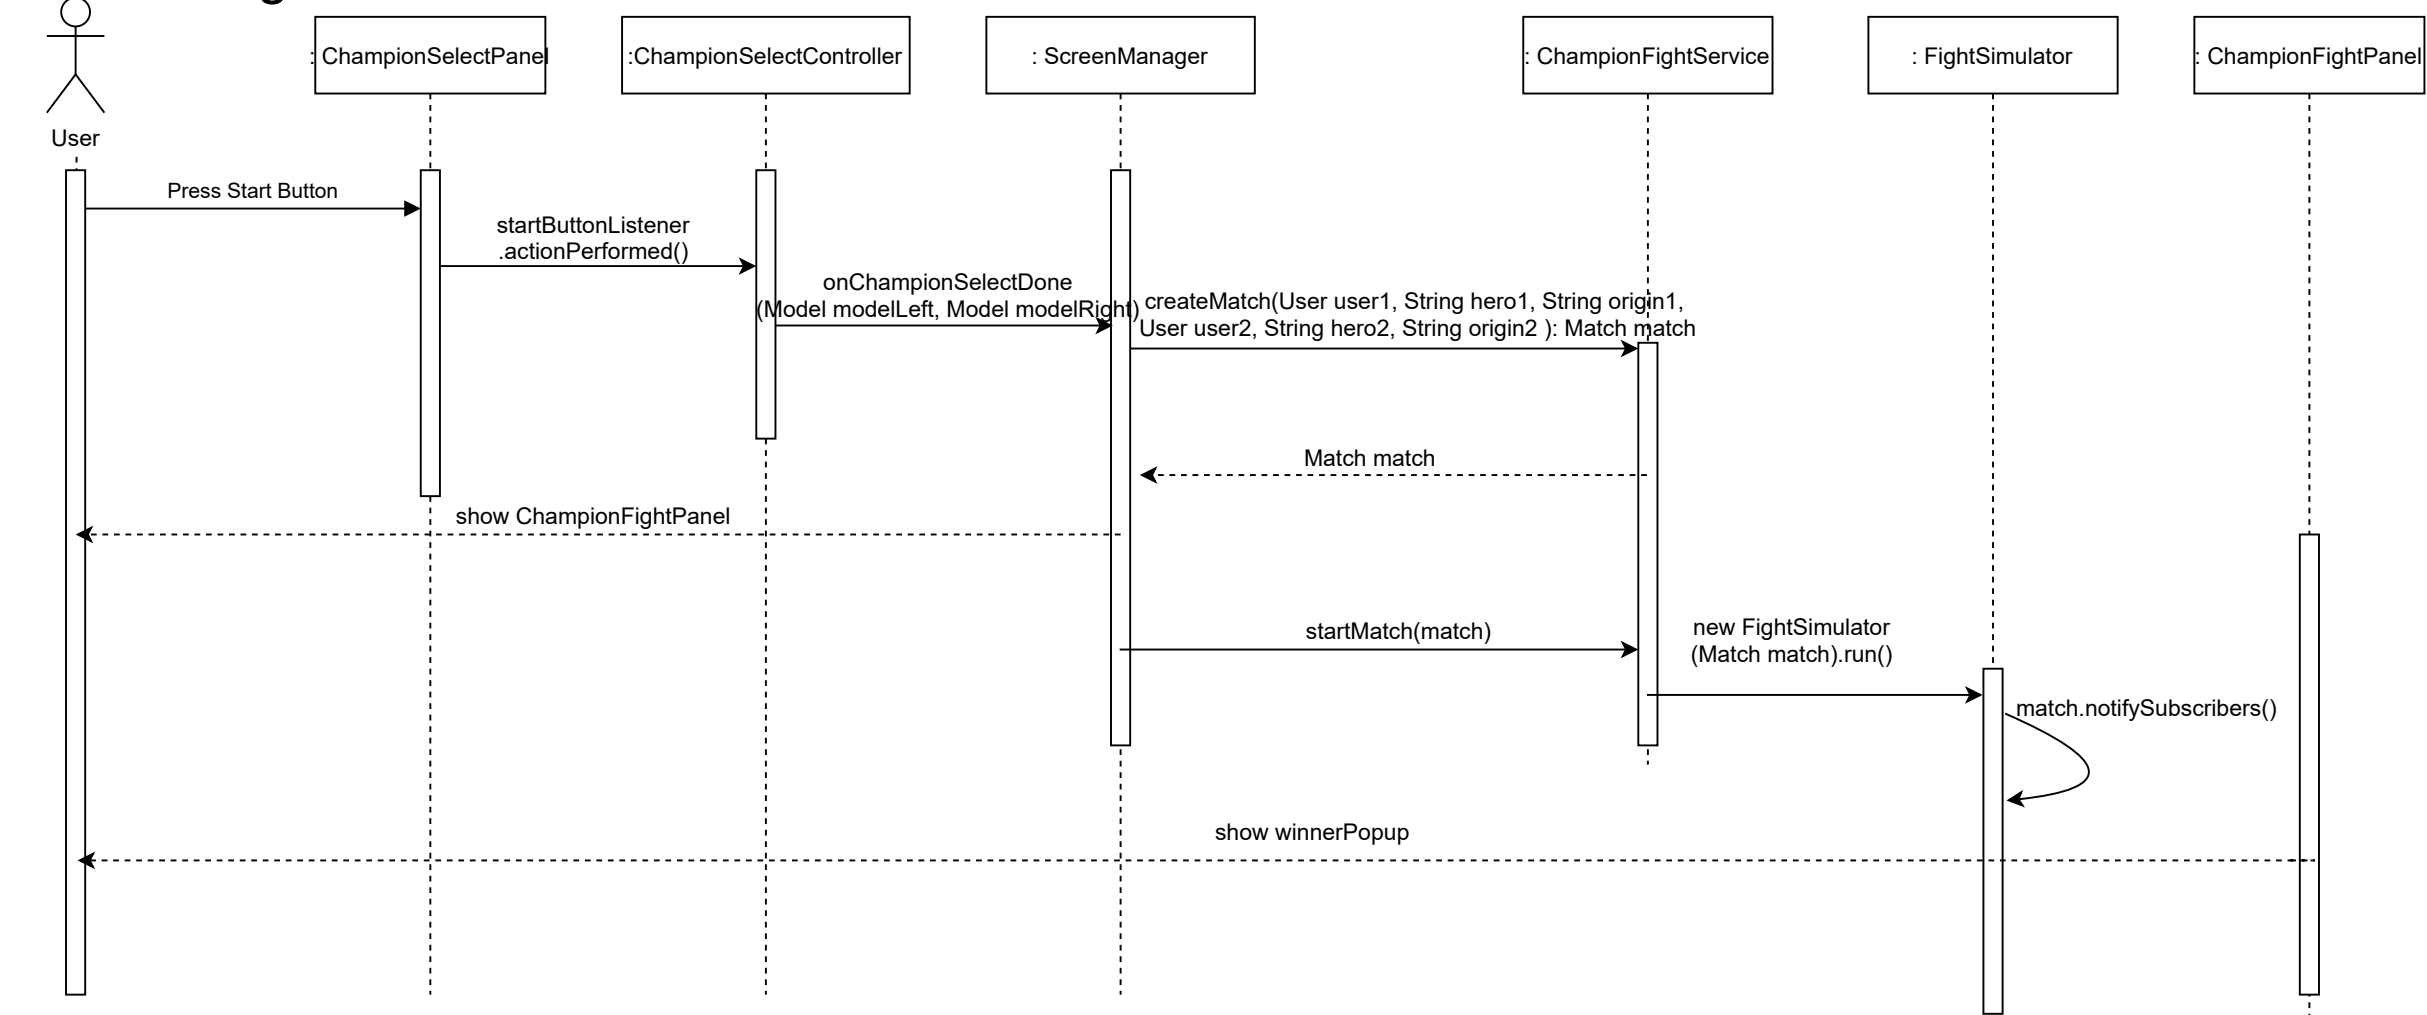 : ChampionSelectPanel
:ChampionSelectController
: ScreenManager
: ChampionFightService
: FightSimulator
: ChampionFightPanel
User
Press Start Button
startButtonListener
.actionPerformed()
onChampionSelectDone
(Model modelLeft, Model modelRight)
createMatch(User user1, String hero1, String origin1,
User user2, String hero2, String origin2 ): Match match
Match match
show ChampionFightPanel
startMatch(match)
new FightSimulator
(Match match).run()
match.notifySubscribers()
show winnerPopup